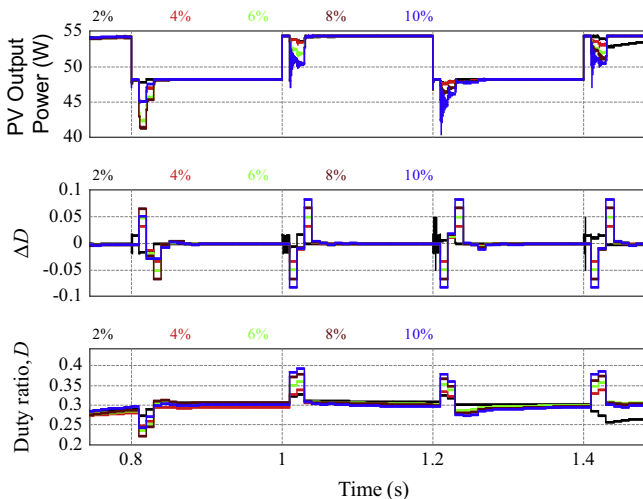 2% 4% 6% 8% 10%
PV Output
Power (W)
55
50
45
40
2% 4% 6% 8% 10%
ΔD
0.1
0.05
0
-0.05
-0.1
2% 4% 6% 8% 10%
Duty ratio, D
0.4
0.35
0.3
0.25
0.2
0.8 1 1.2 1.4
Time (s)